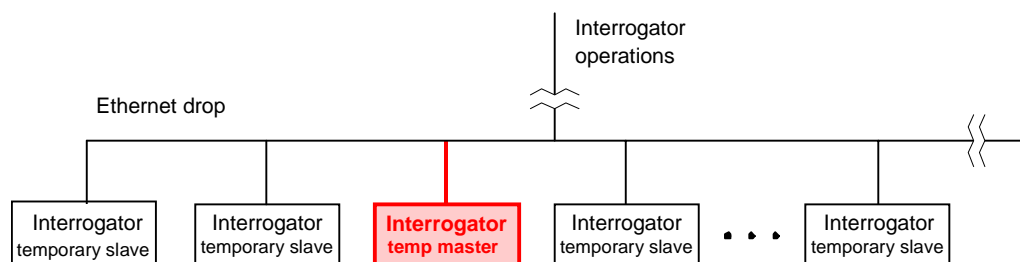 Interrogator
operations
Ethernet drop
Interrogator
temporary slave
Interrogator
temporary slave
Interrogator
temp master
Interrogator
temporary slave
Interrogator
temporary slave